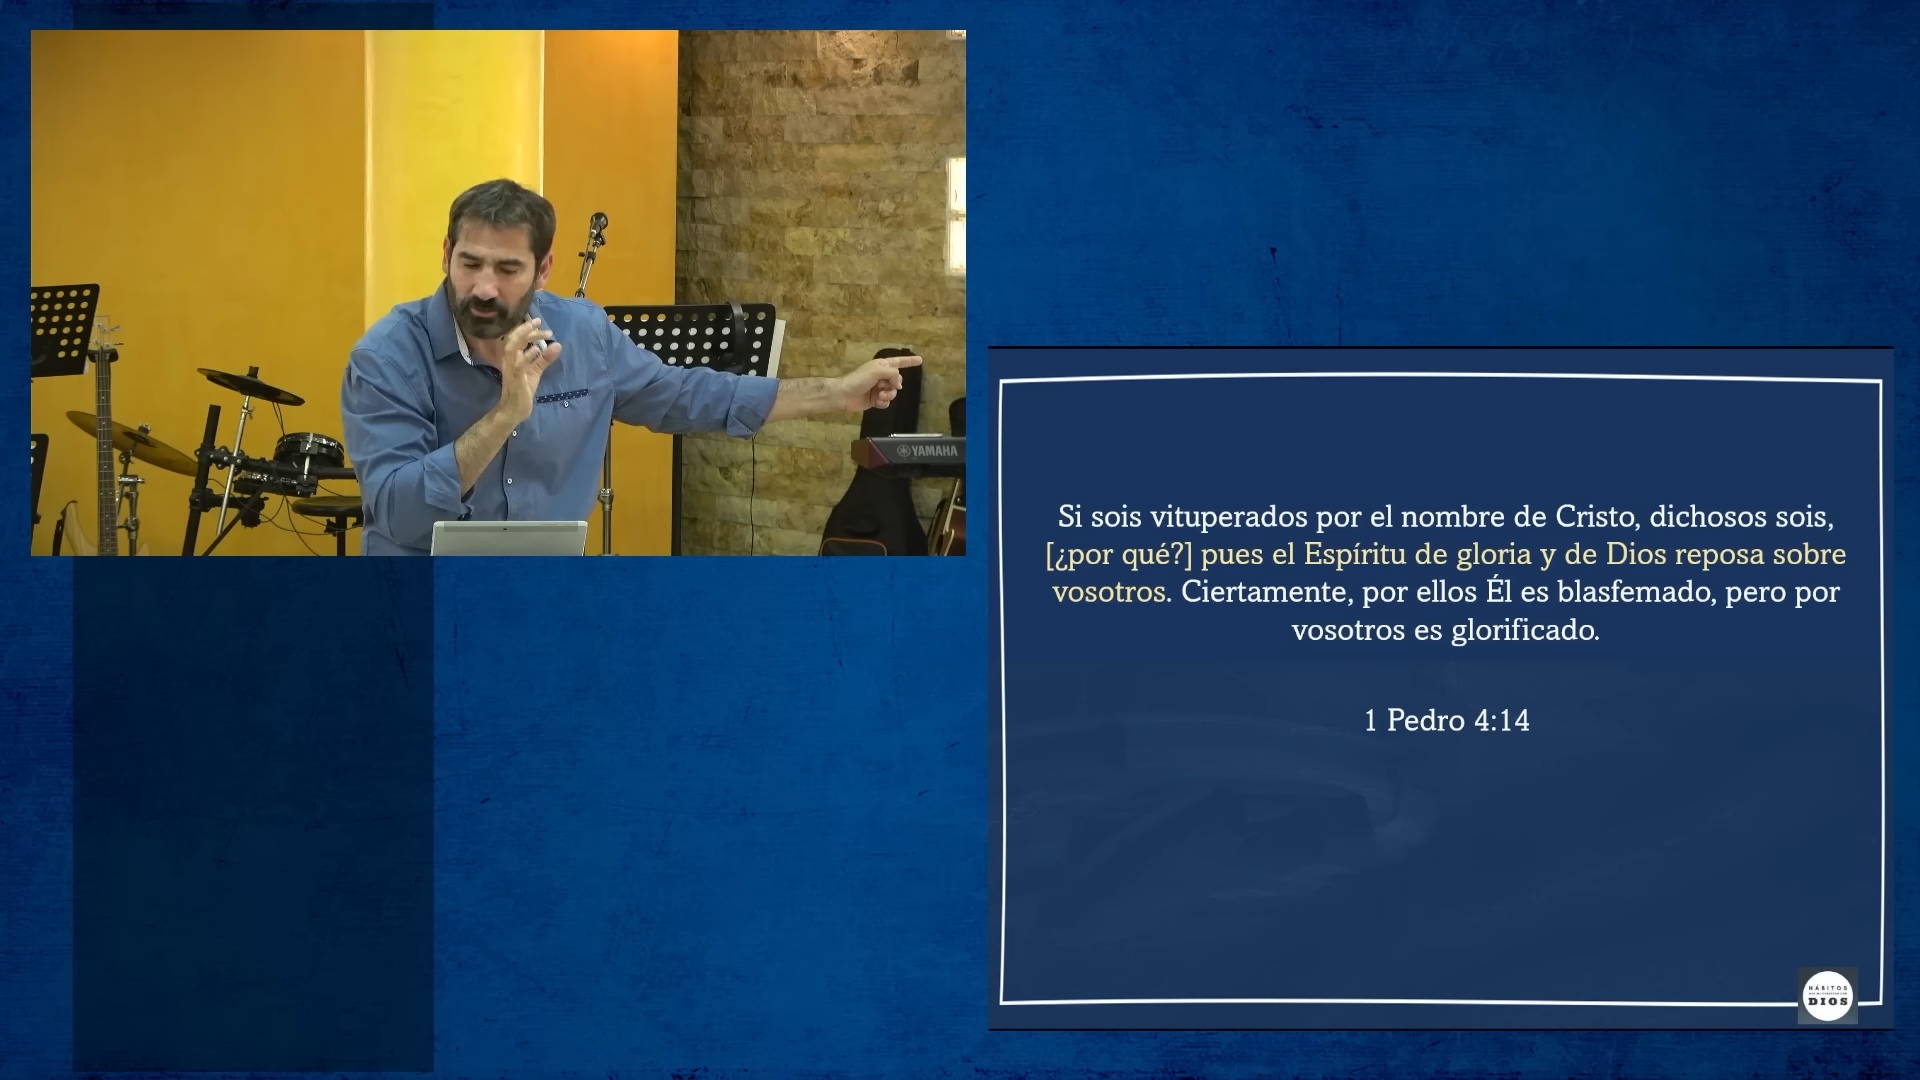 YAMAHA
Si sois vituperados por el nombre de Cristo, dichosos sois,
[¿por qué?] pues el Espíritu de gloria y de Dios reposa sobre
vosotros. Ciertamente, por ellos Él es blasfemado, pero por
vosotros es glorificado.
1 Pedro 4:14
HÁBITOS
DIOS